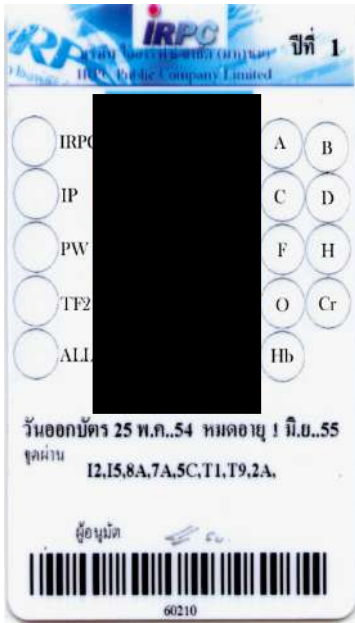 IRPC
ปีที่ 1
IRPC Public Company Limited
IRPC A B
IP C D
PW F H
TF2 O Cr
ALL Hb
วันออกบัตร 25 พ.ค..54 หมดอายุ 1 มิ.ย..55
จุดผ่าน
I2,I5,8A,7A,5C,T1,T9,2A,
ผู้อนุมัติ
60210